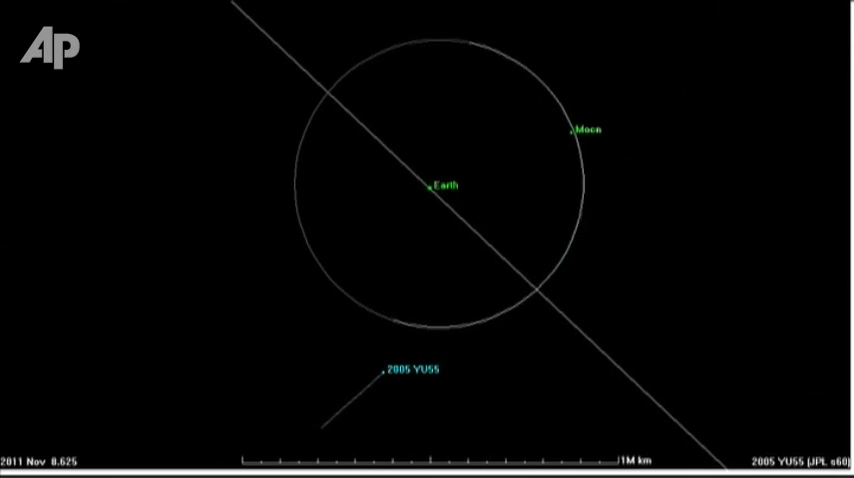 AP
Moon
Earth
2005 YU55
2011 Nov 8.625
1M km
2005 YU55 (JPL s60)